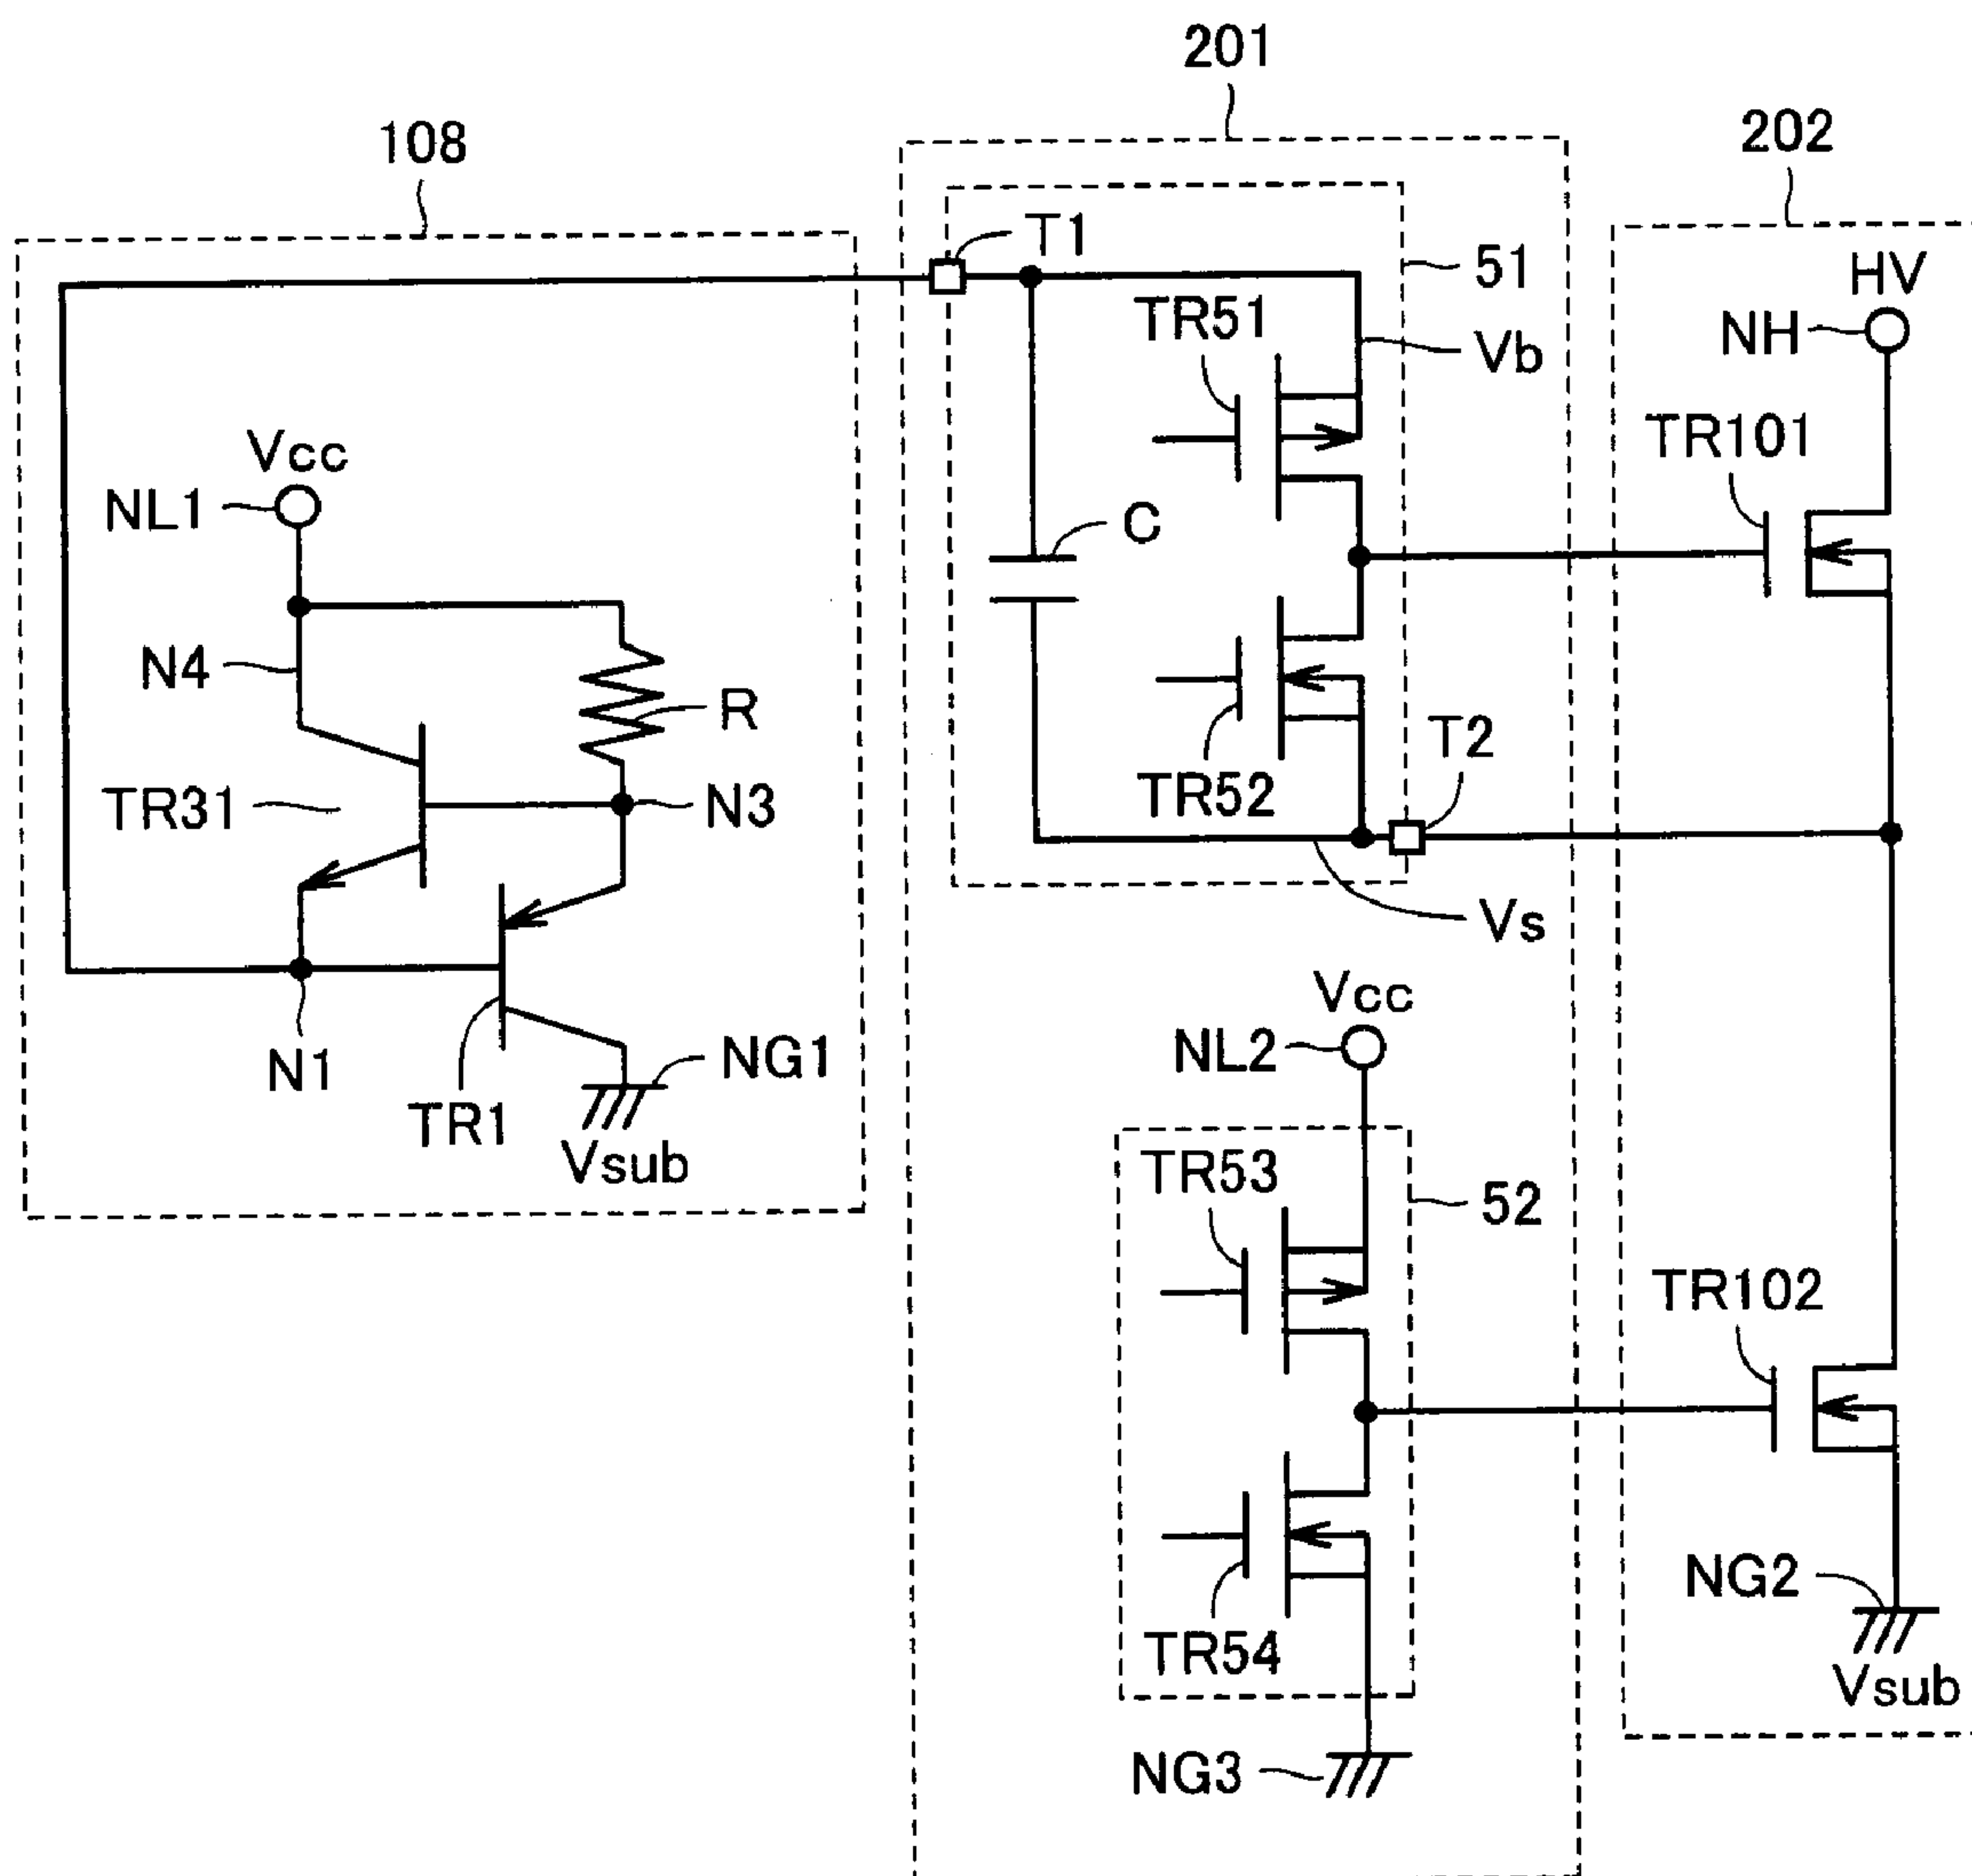 201
108
202
T1
51
HV
TR51
NH
Vb
TR101
Vcc
NL1
C
N4
R
T2
TR52
TR31
N3
Vs
Vcc
NL2
N1
NG1
TR1
Vsub
TR53
52
TR102
NG2
TR54
Vsub
NG3